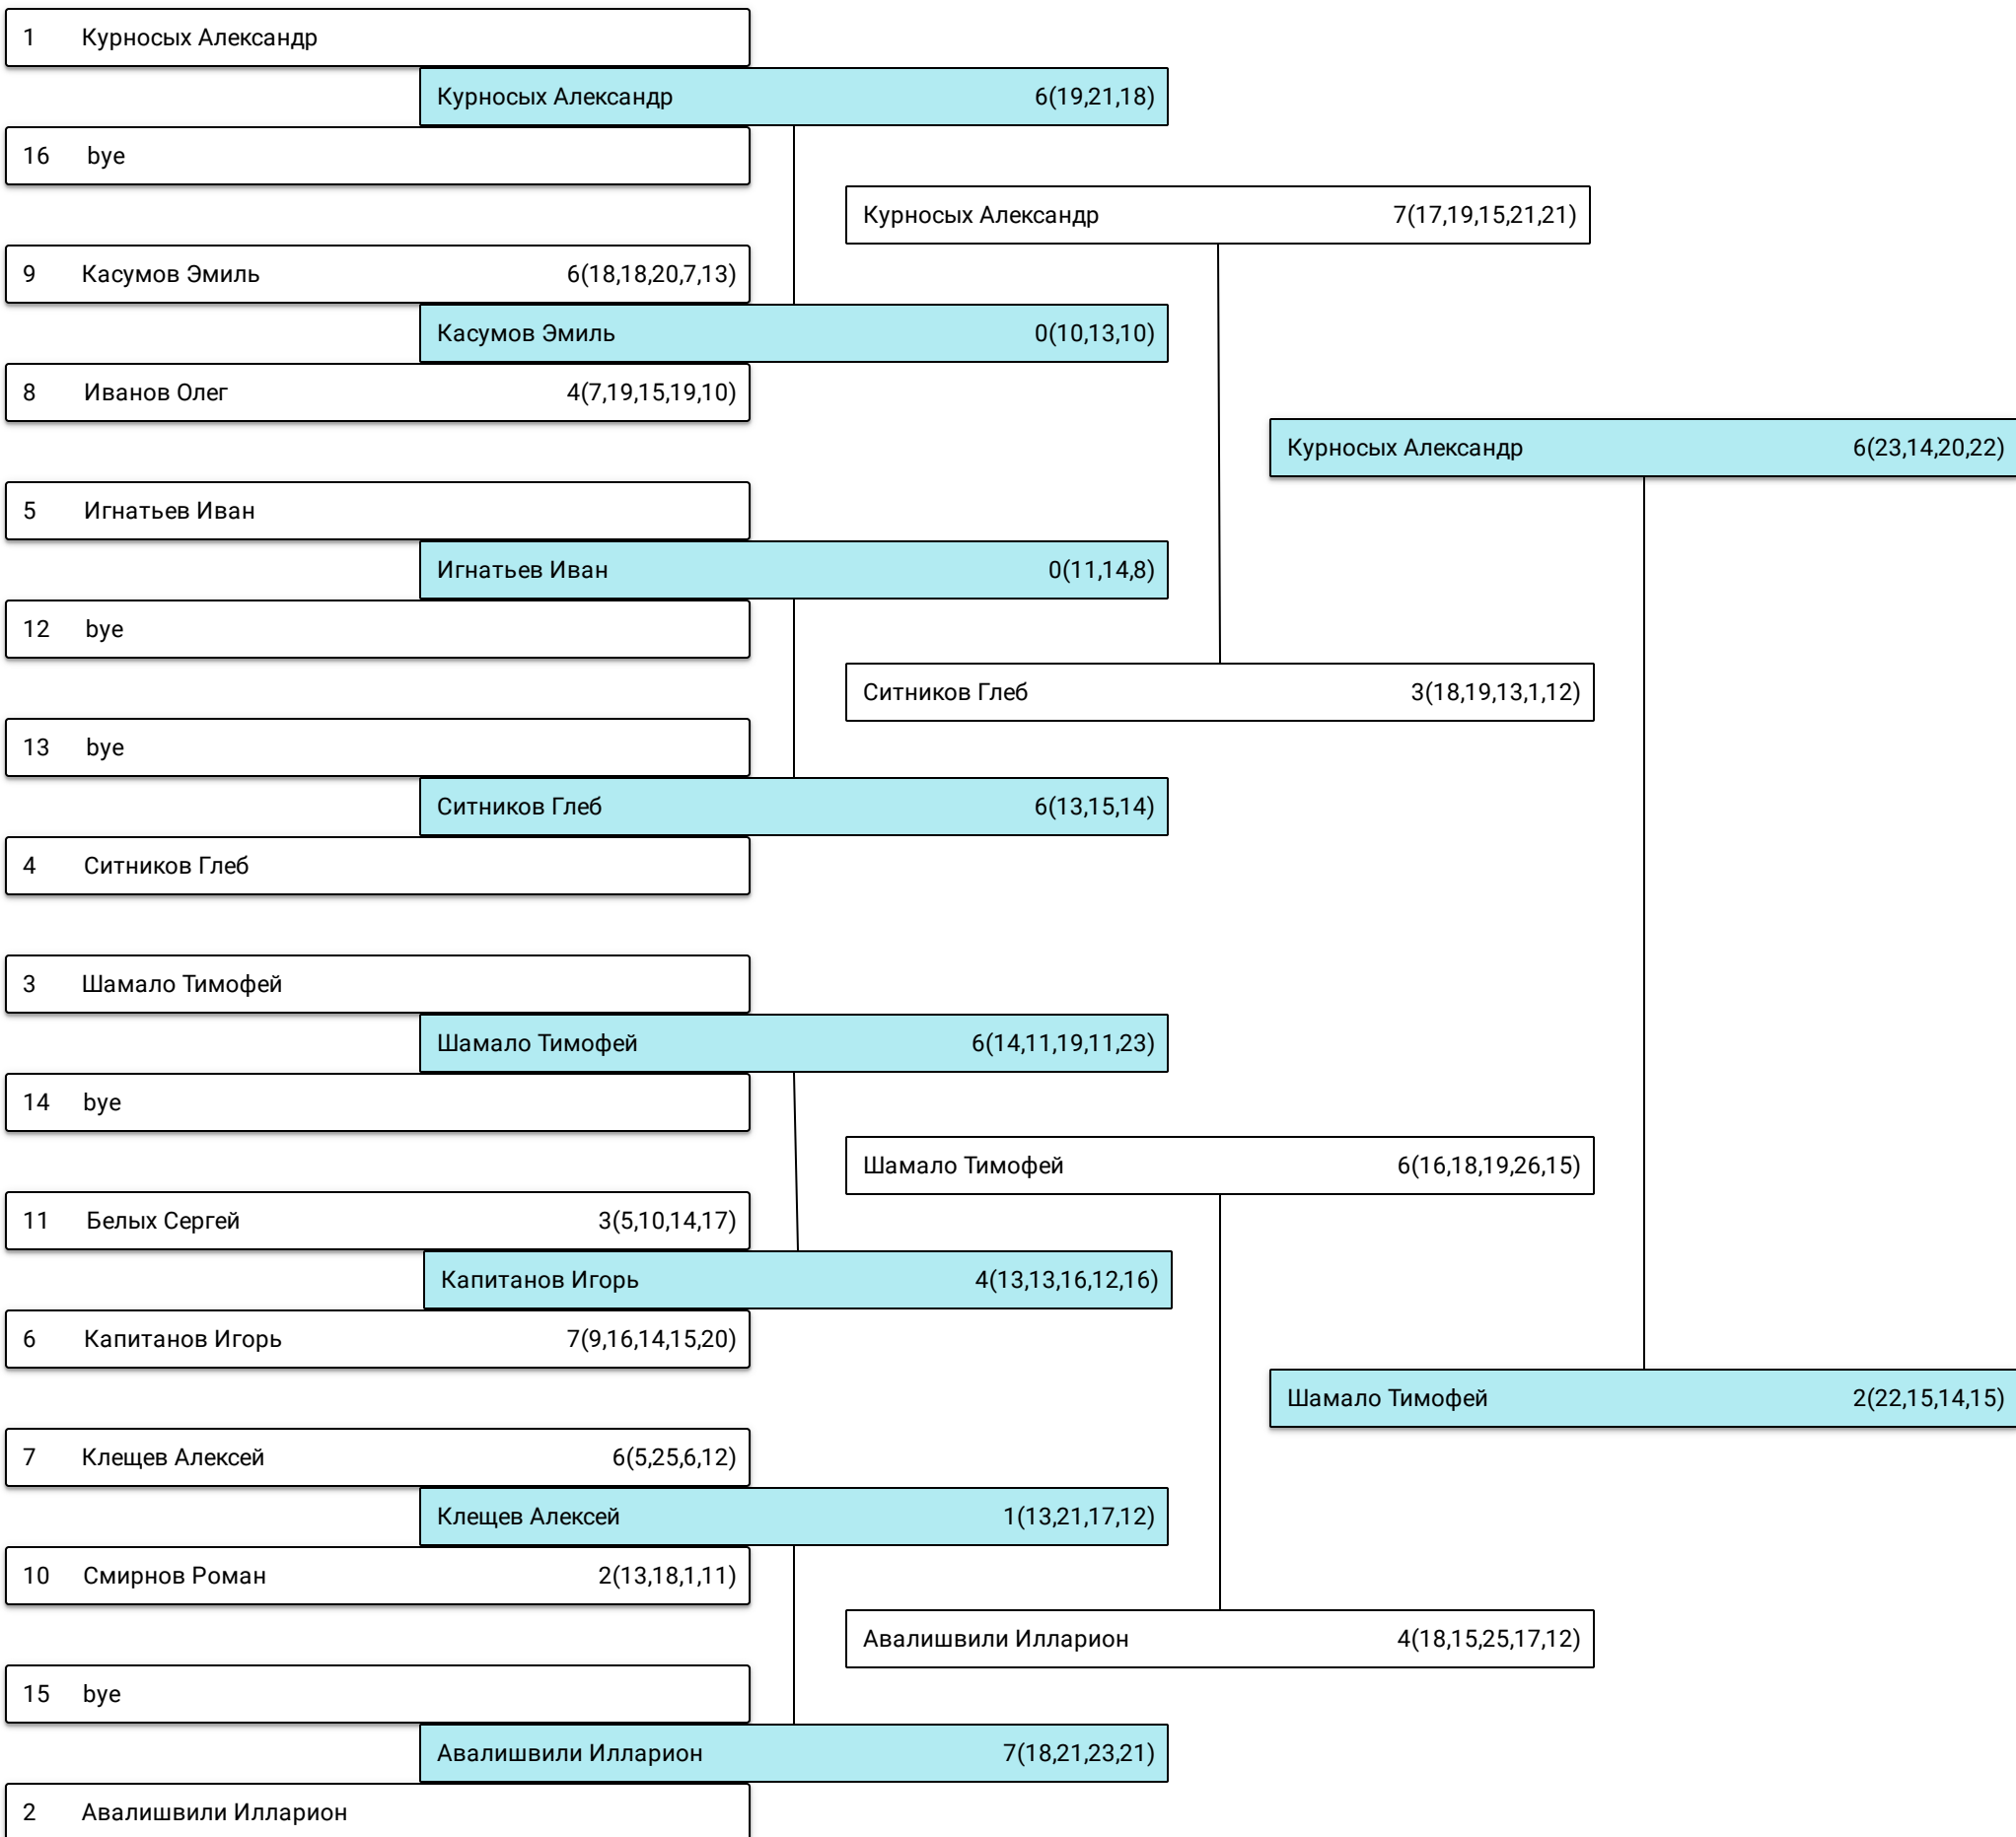 1 Курносых Александр
Курносых Александр 6(19,21,18)
16 bye
Курносых Александр 7(17,19,15,21,21)
9 Касумов Эмиль 6(18,18,20,7,13)
Касумов Эмиль 0(10,13,10)
8 Иванов Олег 4(7,19,15,19,10)
Курносых Александр 6(23,14,20,22)
5 Игнатьев Иван
Игнатьев Иван 0(11,14,8)
12 bye
Ситников Глеб 3(18,19,13,1,12)
13 bye
Ситников Глеб 6(13,15,14)
4 Ситников Глеб
3 Шамало Тимофей
Шамало Тимофей 6(14,11,19,11,23)
14 bye
Шамало Тимофей 6(16,18,19,26,15)
11 Белых Сергей 3(5,10,14,17)
Капитанов Игорь 4(13,13,16,12,16)
6 Капитанов Игорь 7(9,16,14,15,20)
Шамало Тимофей 2(22,15,14,15)
7 Клещев Алексей 6(5,25,6,12)
Клещев Алексей 1(13,21,17,12)
10 Смирнов Роман 2(13,18,1,11)
Авалишвили Илларион 4(18,15,25,17,12)
15 bye
Авалишвили Илларион 7(18,21,23,21)
2 Авалишвили Илларион